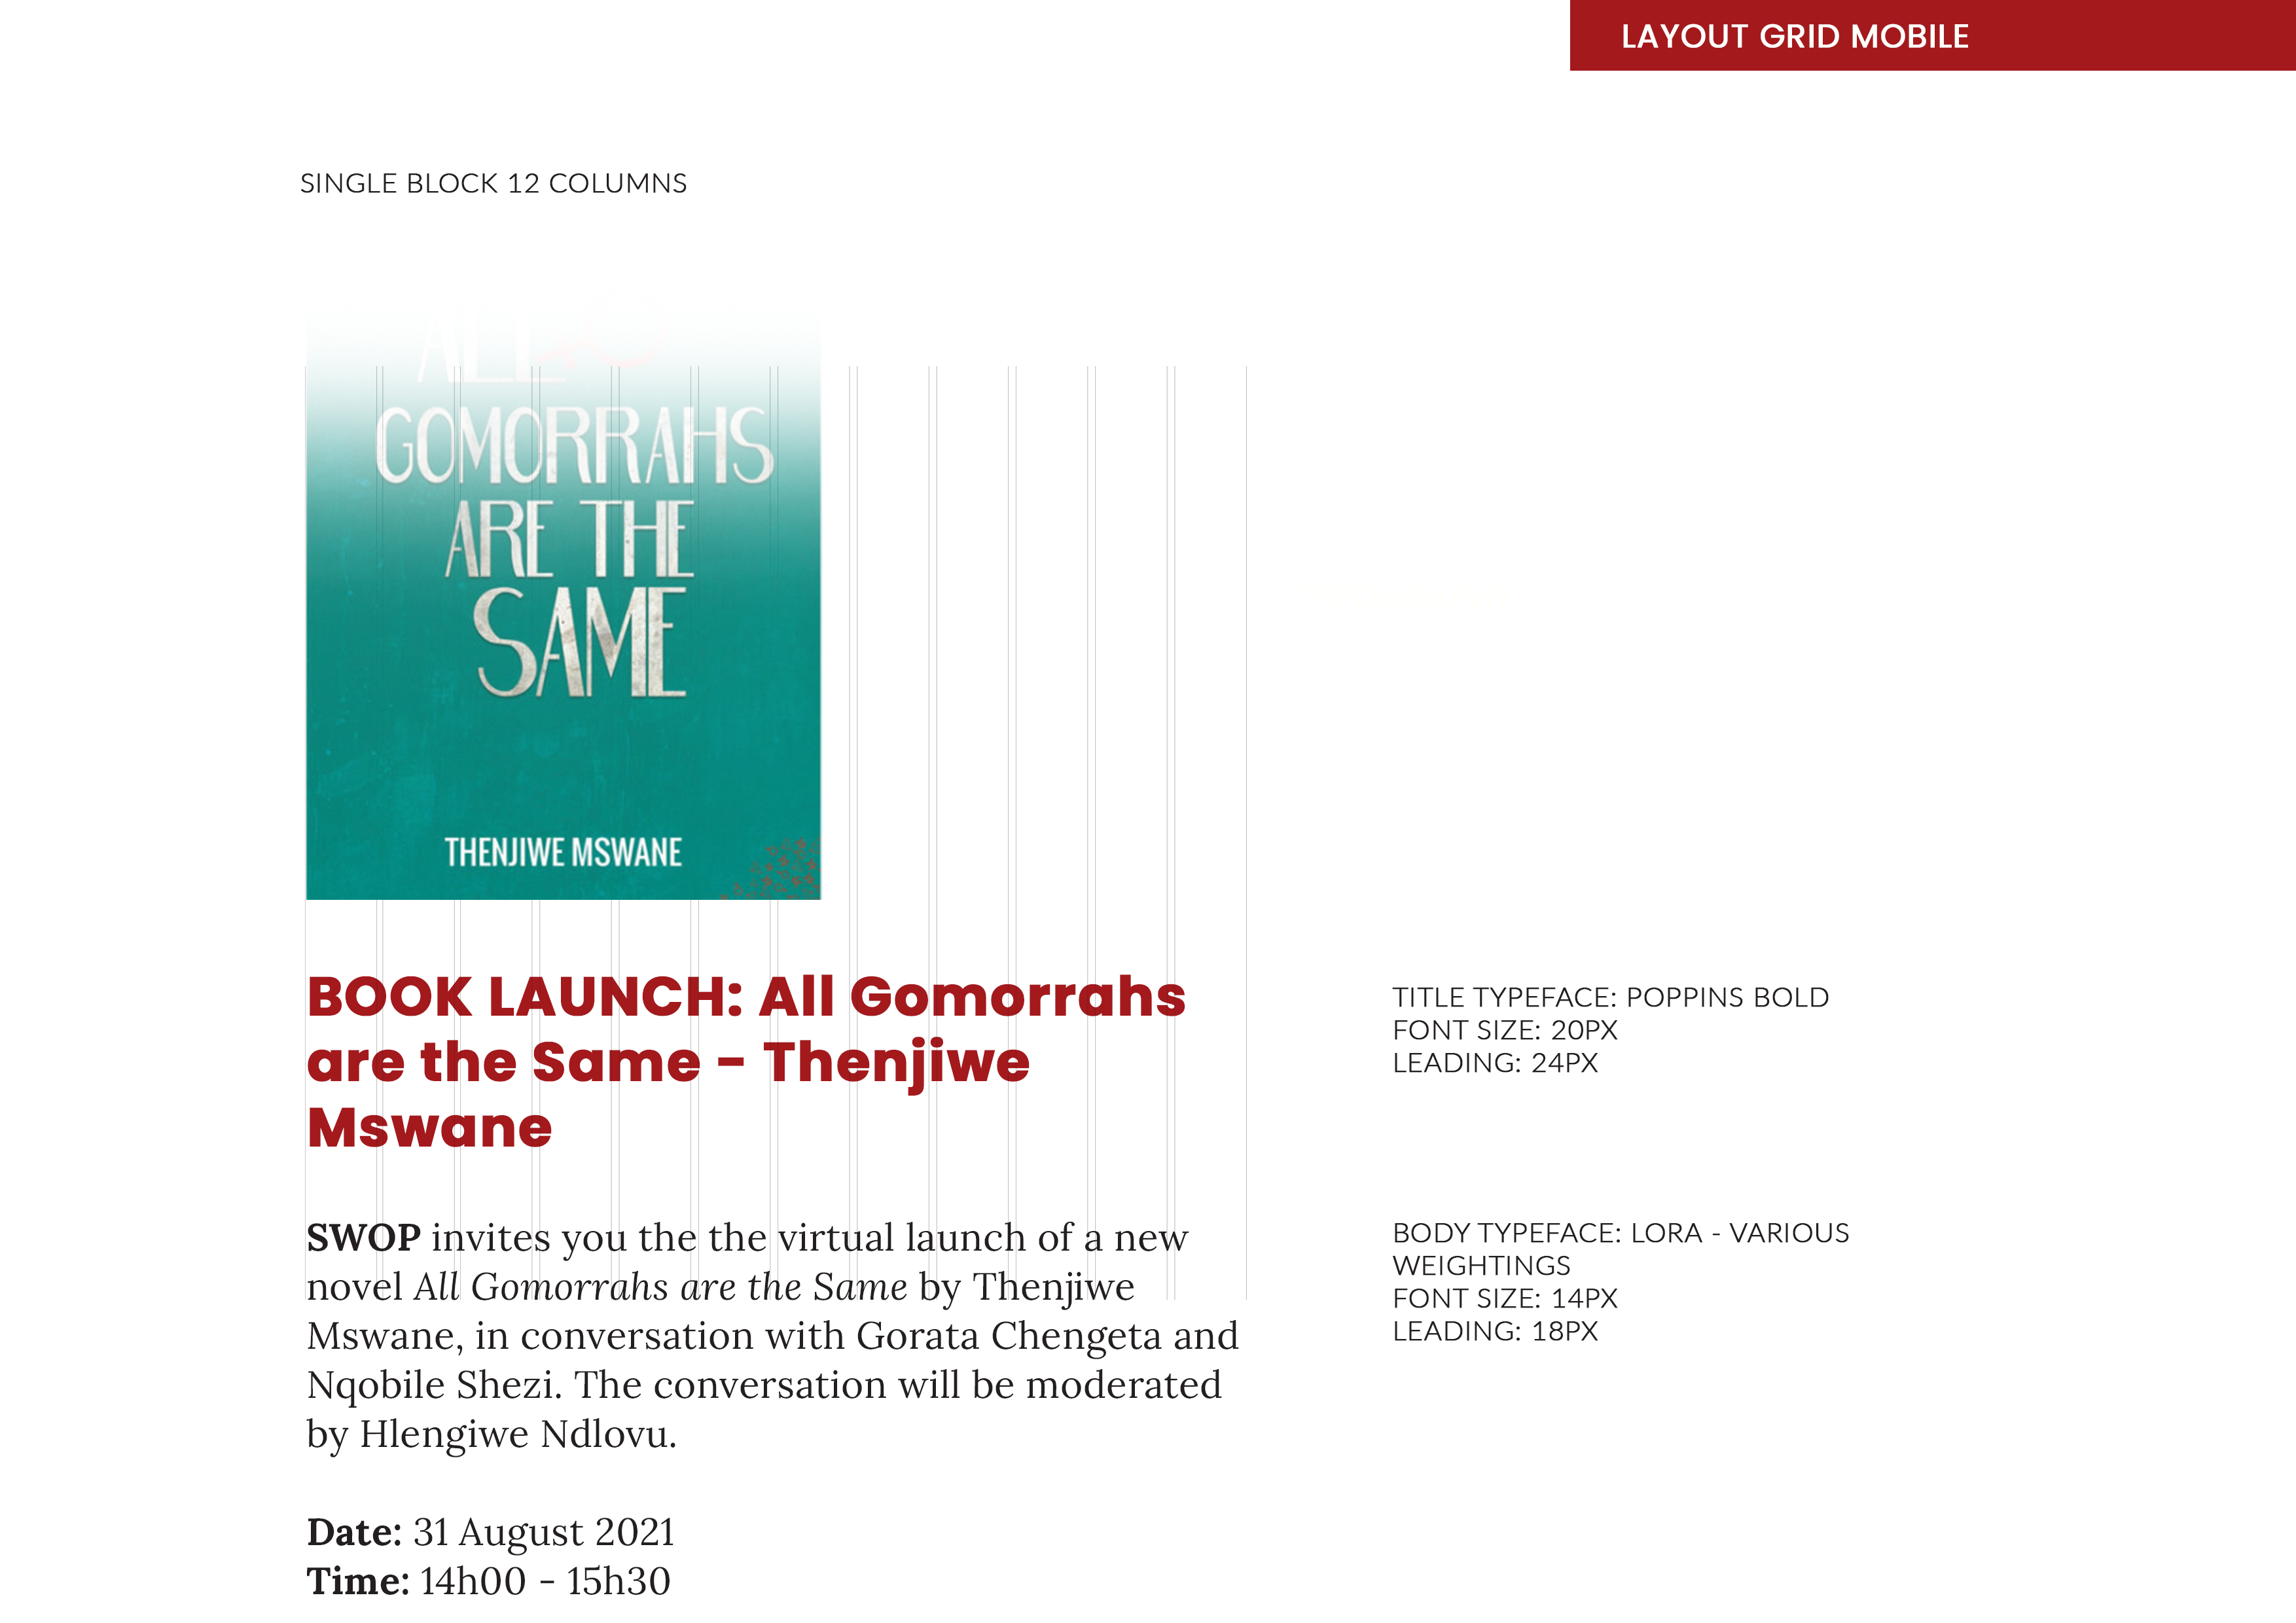 LAYOUT GRID MOBILE
SINGLE BLOCK 12 COLUMNS
ALL
GOMORRAHS
ARE THE
SAME
THENJIWE MSWANE
BOOK LAUNCH: All Gomorrahs
are the Same – Thenjiwe
Mswane
TITLE TYPEFACE: POPPINS BOLD
FONT SIZE: 20PX
LEADING: 24PX
SWOP invites you the the virtual launch of a new
novel All Gomorrahs are the Same by Thenjiwe
Mswane, in conversation with Gorata Chengeta and
Nqobile Shezi. The conversation will be moderated
by Hlengiwe Ndlovu.
BODY TYPEFACE: LORA - VARIOUS
WEIGHTINGS
FONT SIZE: 14PX
LEADING: 18PX
Date: 31 August 2021
Time: 14h00 - 15h30